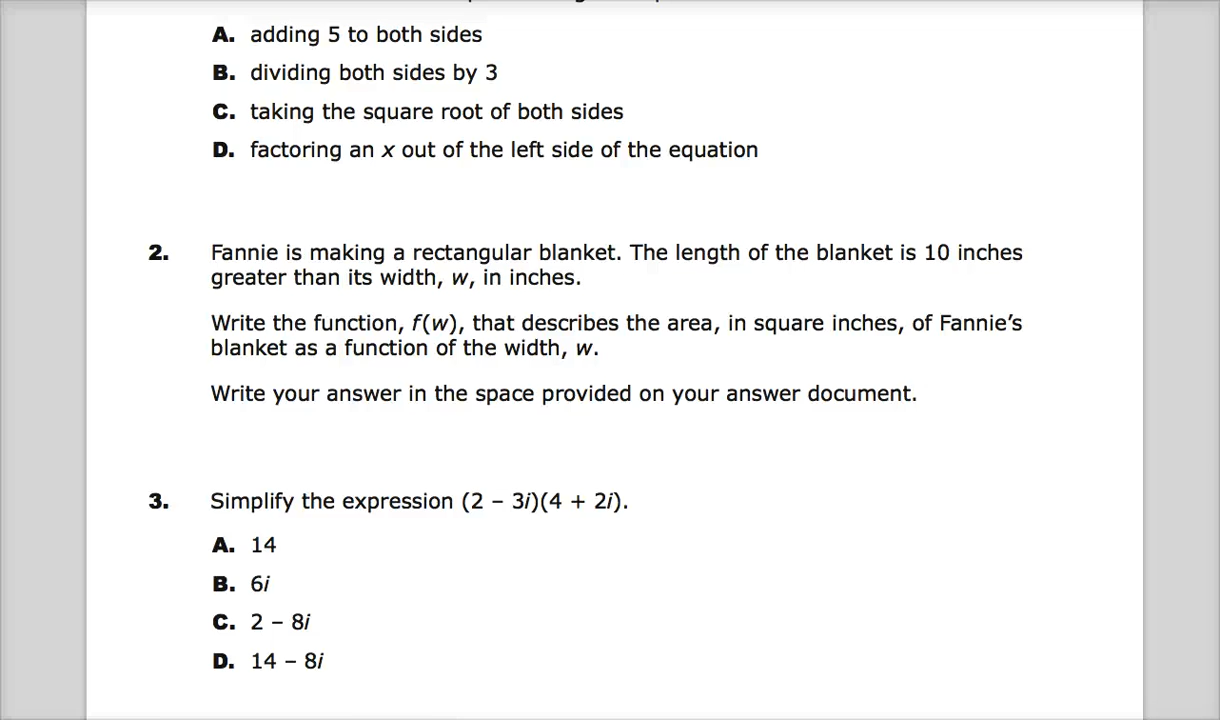 A. adding 5 to both sides
B. dividing both sides by 3
C. taking the square root of both sides
D. factoring an x out of the left side of the equation
2. Fannie is making a rectangular blanket. The length of the blanket is 10 inches
greater than its width, w, in inches.
Write the function, f(w), that describes the area, in square inches, of Fannie’s
blanket as a function of the width, w.
Write your answer in the space provided on your answer document.
3. Simplify the expression (2 – 3i)(4 + 2i).
A. 14
B. 6i
C. 2 – 8i
D. 14 – 8i